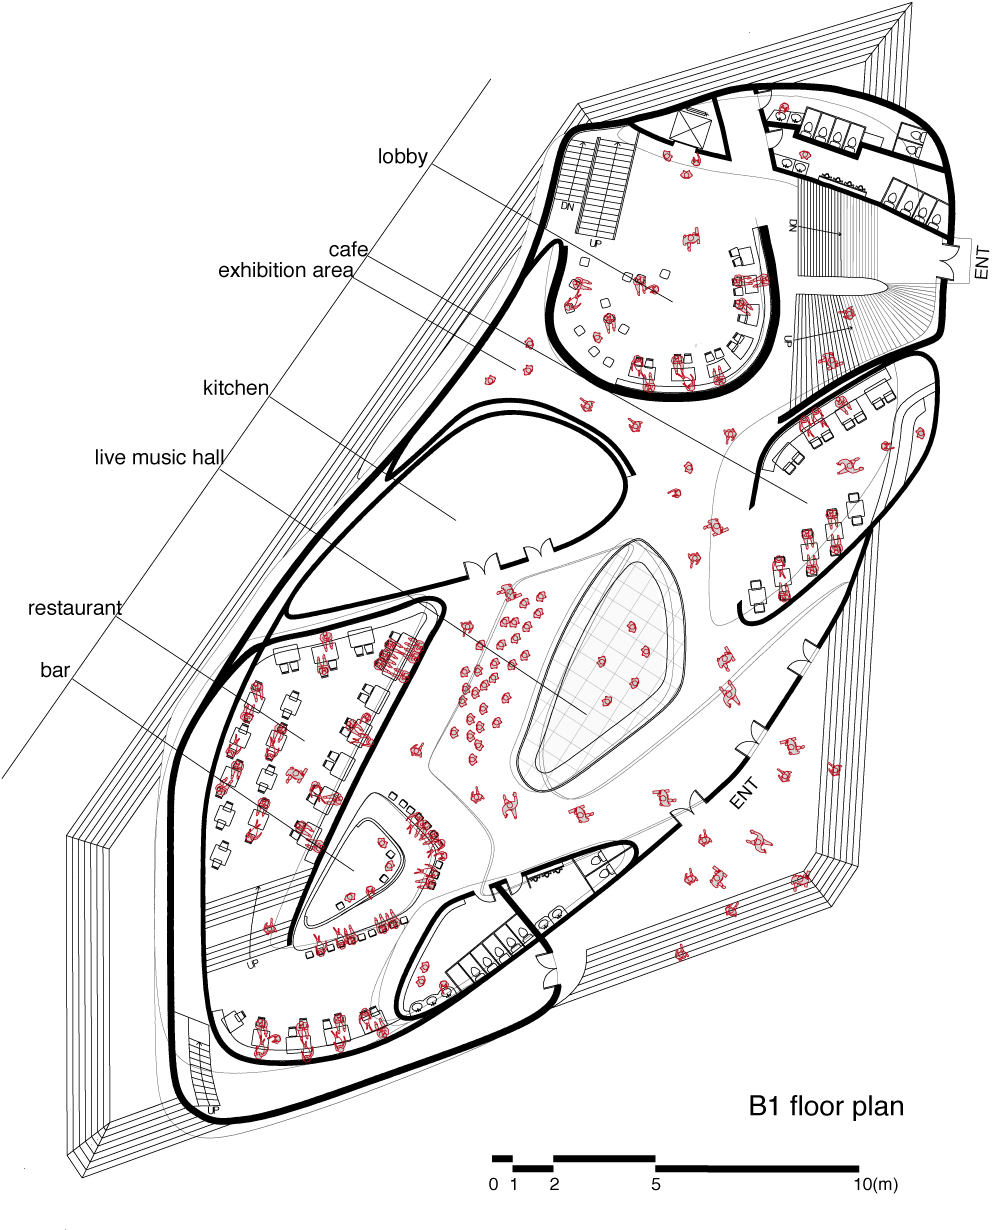 lobby
DN
DN
UP
cafe
ENT
exhibition area
UP
kitchen
live music hall
restaurant
bar
ENT
UP
UP
B1 floor plan
0 1 2 5 10(m)